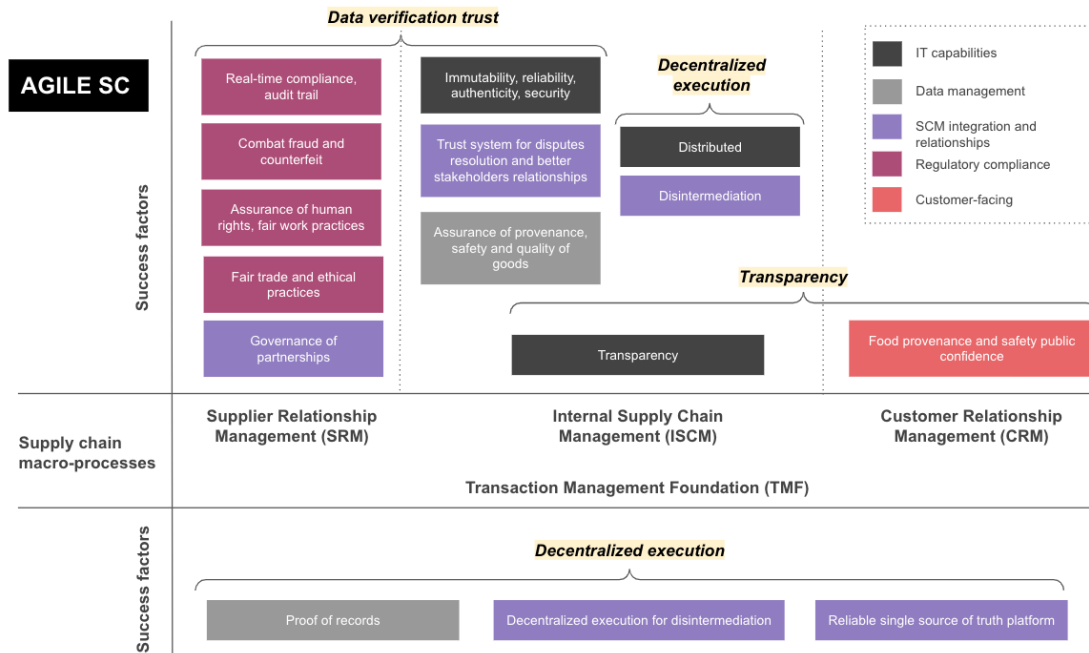 Data verification trust
AGILE SC
Success factors
Real-time compliance,
audit trail
Combat fraud and
counterfeit
Assurance of human
rights, fair work practices
Fair trade and ethical
practices
Governance of
partnerships
Immutability, reliability,
authenticity, security
Trust system for disputes
resolution and better
stakeholders relationships
Assurance of provenance,
safety and quality of
goods
Decentralized
execution
Distributed
Disintermediation
IT capabilities
Data management
SCM integration and
relationships
Regulatory compliance
Customer-facing
Transparency
Transparency
Food provenance and safety public
confidence
Supply chain
macro-processes
Supplier Relationship
Management (SRM)
Internal Supply Chain
Management (ISCM)
Customer Relationship
Management (CRM)
Transaction Management Foundation (TMF)
Success factors
Decentralized execution
Proof of records
Decentralized execution for disintermediation
Reliable single source of truth platform